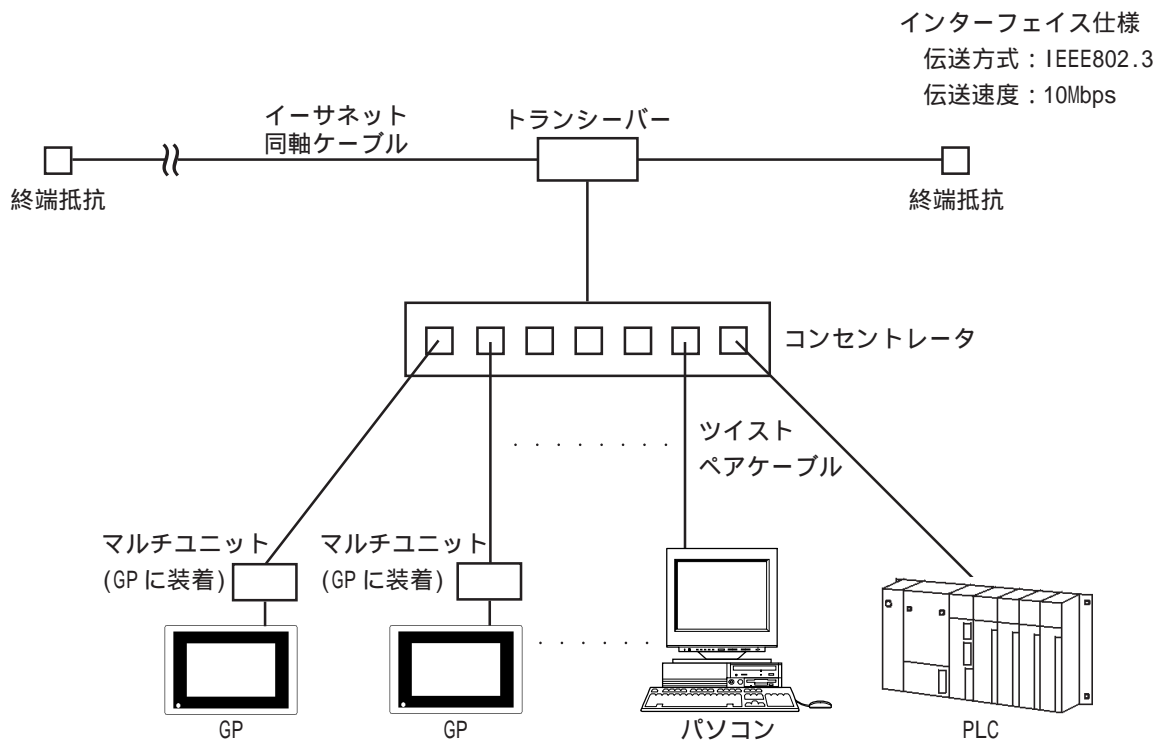 インターフェイス仕様
伝送方式：IEEE802.3
伝送速度：10Mbps
イーサネット
同軸ケーブル
トランシーバー
終端抵抗
終端抵抗
コンセントレータ
ツイスト
ペアケーブル
マルチユニット
(GPに装着)
マルチユニット
(GPに装着)
GP
GP
パソコン
PLC